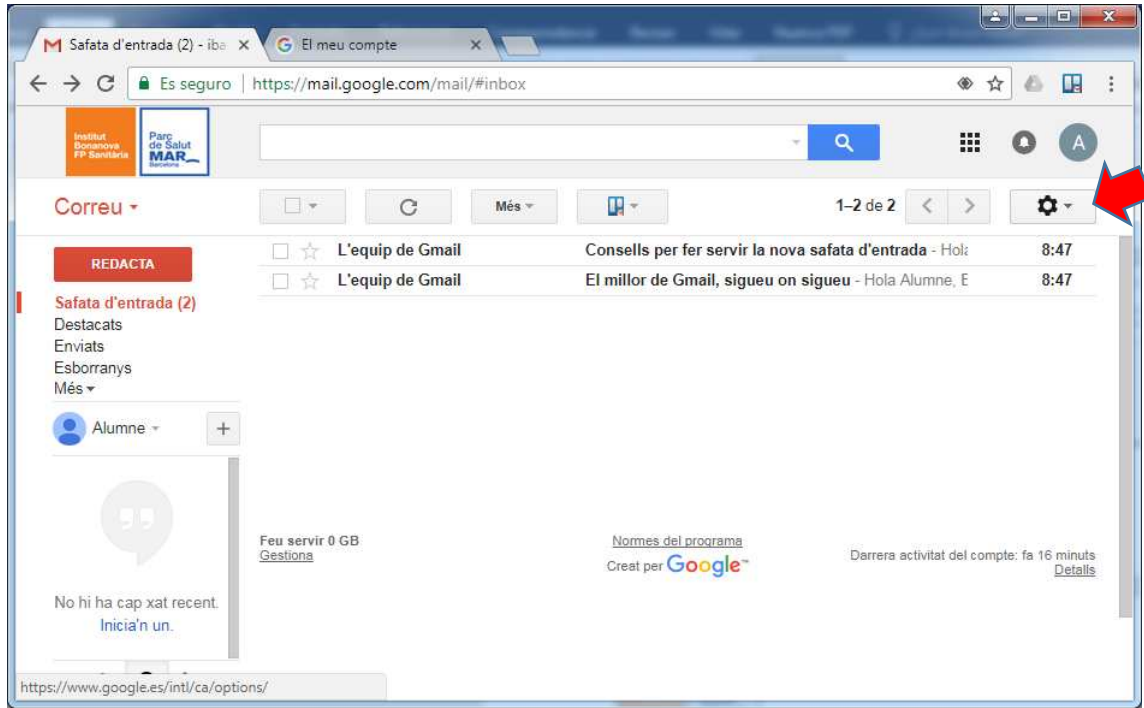 Safata d'entrada (2) - iba
El meu compte
Es seguro
https://mail.google.com/mail/#inbox
Institut
Bonanova
FP Sanitària
Parc
de Salut
MAR
Barcelona
A
Correu
Més
1–2 de 2
REDACTA
L'equip de Gmail Consells per fer servir la nova safata d'entrada - Hola 8:47
L'equip de Gmail El millor de Gmail, sigueu on sigueu - Hola Alumne, E 8:47
Safata d'entrada (2)
Destacats
Enviats
Esborranys
Més
Alumne
+
No hi ha cap xat recent.
Inicia'n un.
Feu servir 0 GB
Gestiona
Normes del programa
Creat per Google™
Darrera activitat del compte: fa 16 minuts
Detalls
https://www.google.es/intl/ca/options/